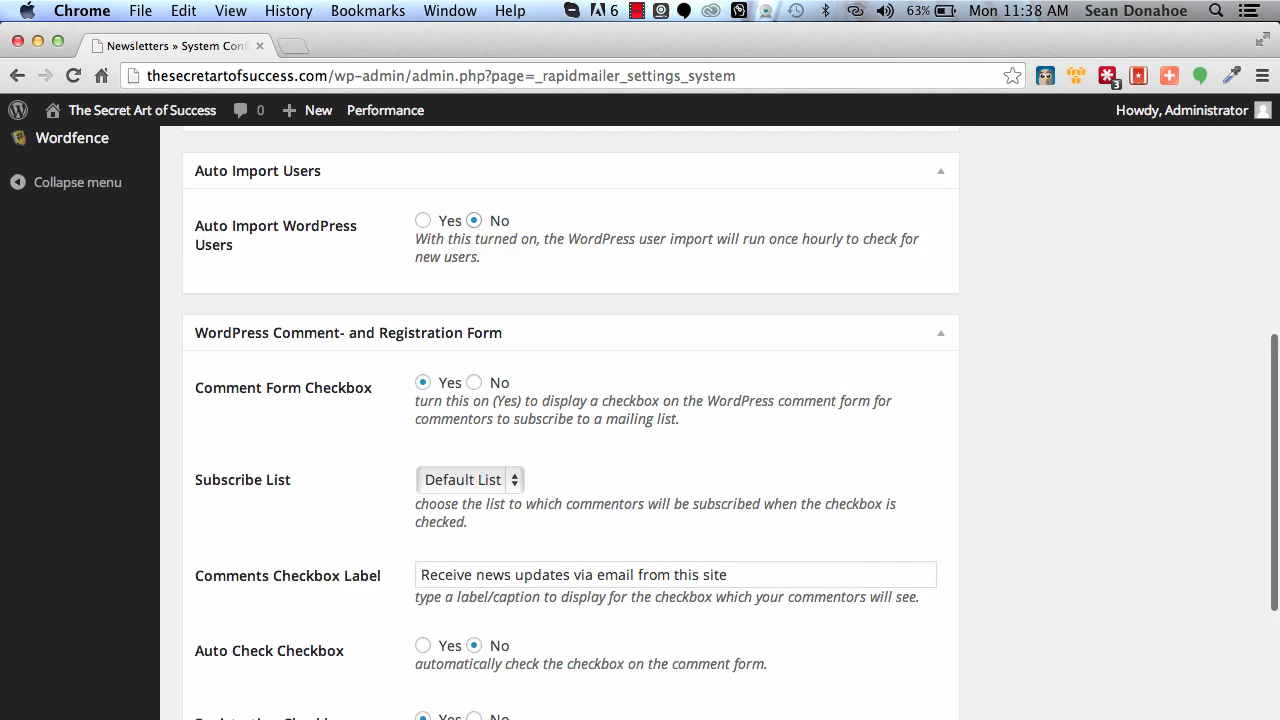 Chrome File Edit View History Bookmarks Window Help 6 63% Mon 11:38 AM Sean Donahoe
Newsletters » System Conf
thesecretartofsuccess.com/wp-admin/admin.php?page=_rapidmailer_settings_system
3
The Secret Art of Success 0 New Performance Howdy, Administrator
Wordfence
Collapse menu
Auto Import Users
Auto Import WordPress
Users
Yes No
With this turned on, the WordPress user import will run once hourly to check for
new users.
WordPress Comment- and Registration Form
Comment Form Checkbox
Yes No
turn this on (Yes) to display a checkbox on the WordPress comment form for
commentors to subscribe to a mailing list.
Subscribe List
Default List
choose the list to which commentors will be subscribed when the checkbox is
checked.
Comments Checkbox Label
Receive news updates via email from this site
type a label/caption to display for the checkbox which your commentors will see.
Auto Check Checkbox
Yes No
automatically check the checkbox on the comment form.
Yes No